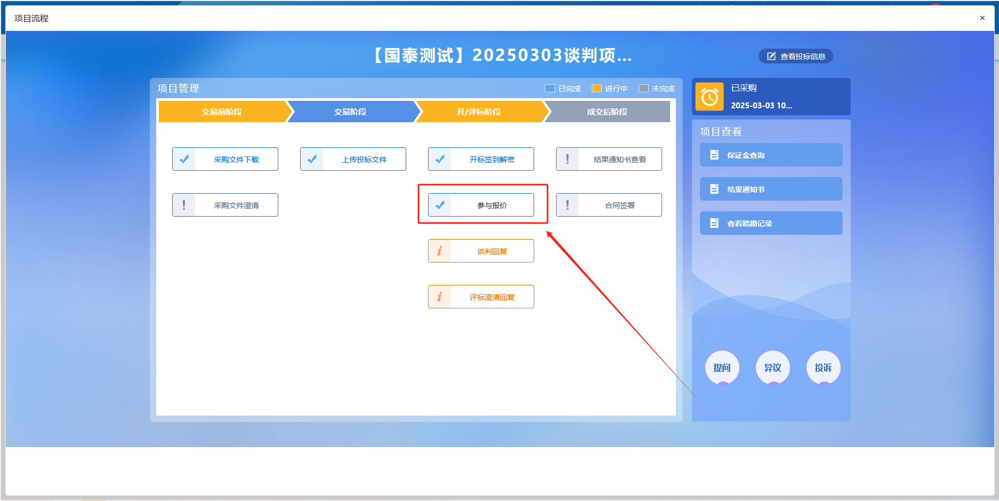 项目流程
×
【国泰测试】20250303谈判项...
查看投标信息
项目管理
已完成
进行中
未完成
交易前阶段
交易阶段
开/评标阶段
成交后阶段
采购文件下载
上传投标文件
开标签到解密
! 结果通知书查看
! 采购文件澄清
参与报价
! 合同签署
i 谈判回复
i 评标澄清回复
已采购
2025-03-03 10...
项目查看
保证金查询
结果通知书
查看踏勘记录
提问
异议
投诉